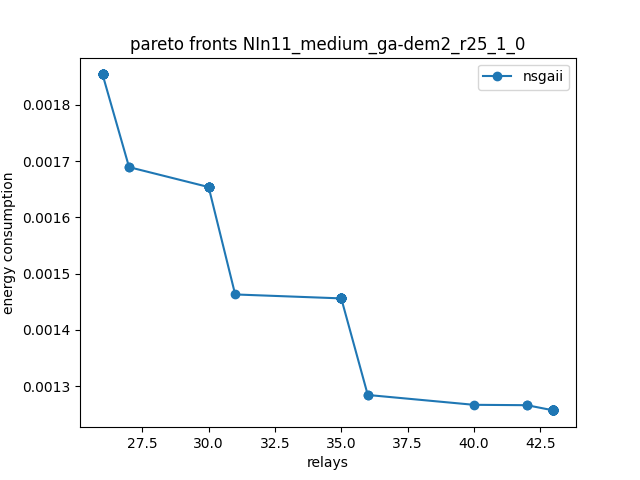 pareto fronts NIn11_medium_ga-dem2_r25_1_0
nsgaii
energy consumption
0.0018
0.0017
0.0016
0.0015
0.0014
0.0013
27.5 30.0 32.5 35.0 37.5 40.0 42.5
relays